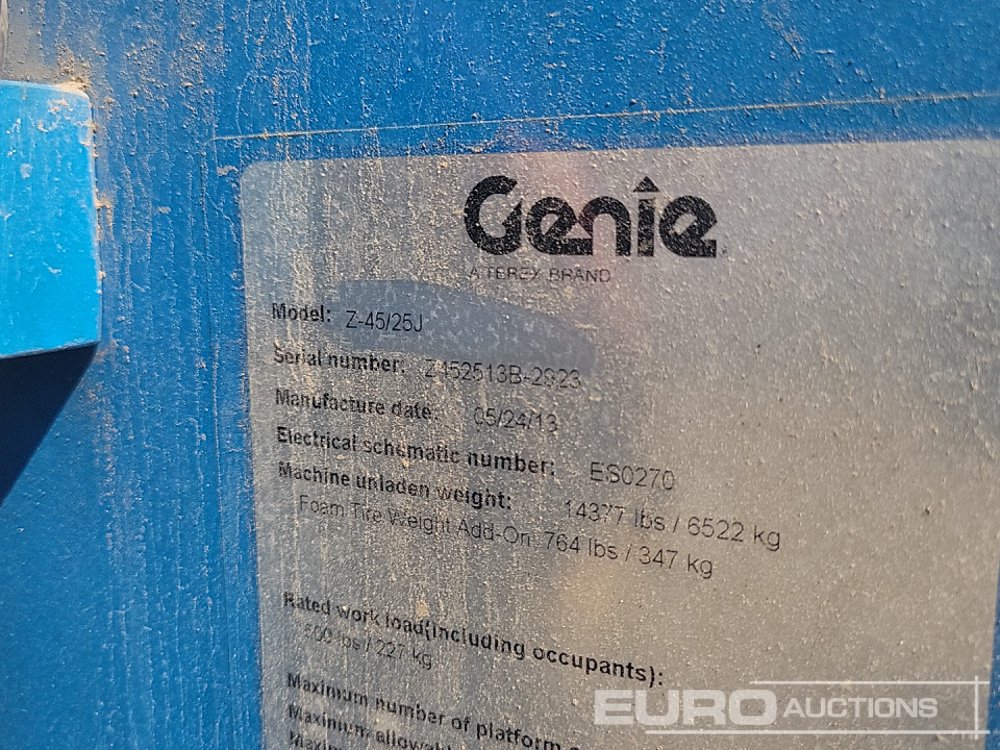 Genie
A TEREX BRAND
Model: Z-45/25J
Serial number: Z452513B-2923
Manufacture date: 05/24/13
Electrical schematic number: ES0270
Machine unladen weight: 14377 lbs / 6522 kg
Foam Tire Weight Add-On: 764 lbs / 347 kg
Rated work load(including occupants):
500 lbs / 227 kg
Maximum number of platform
Maximum
EURO AUCTIONS